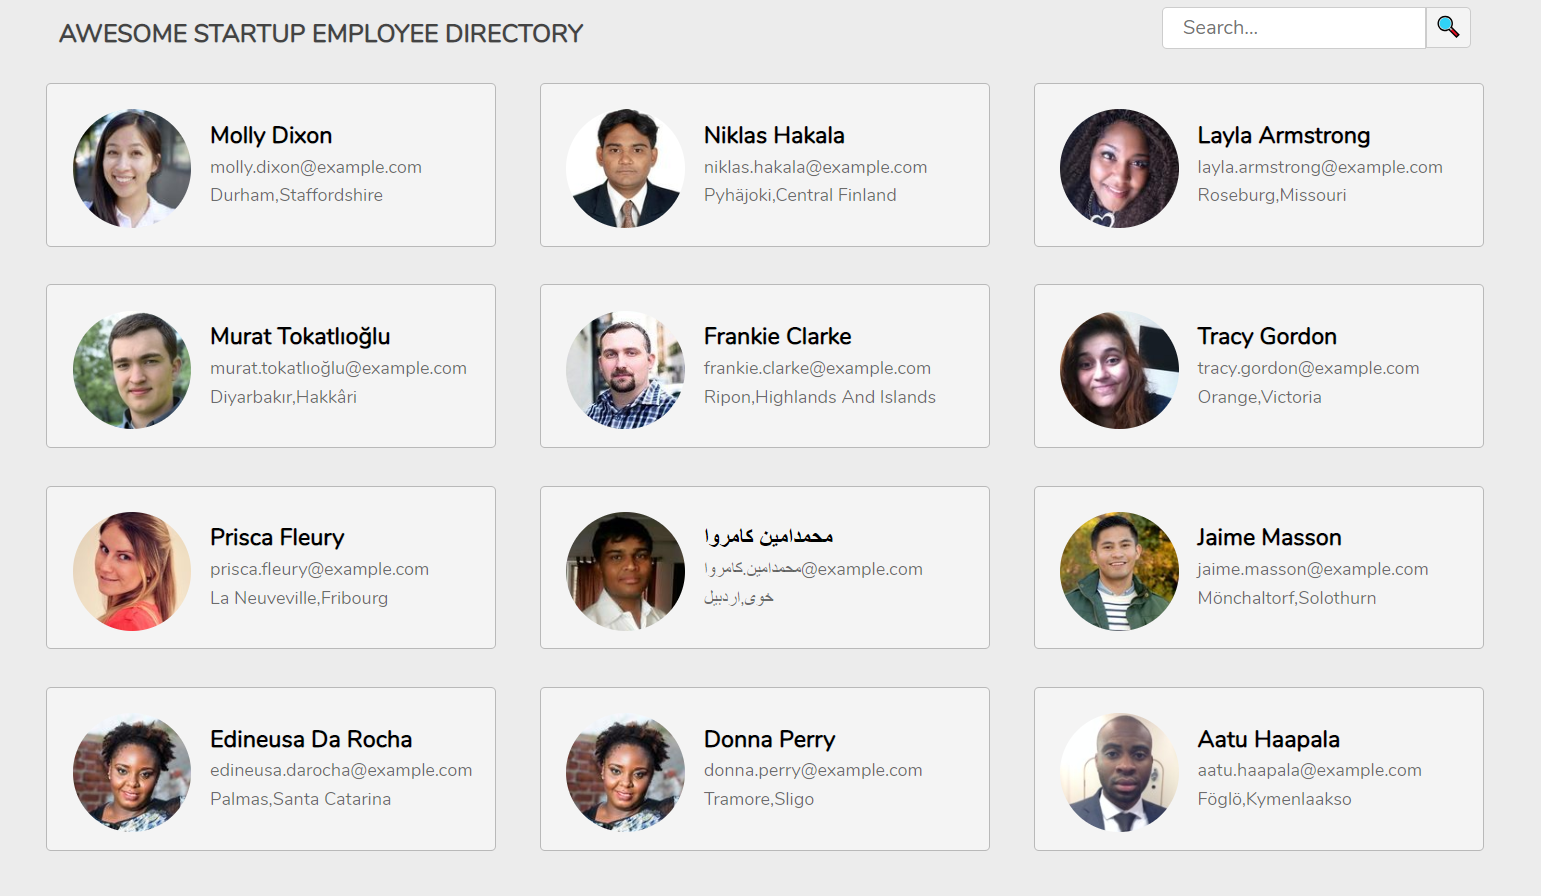 AWESOME STARTUP EMPLOYEE DIRECTORY
Search...
Molly Dixon
molly.dixon@example.com
Durham,Staffordshire
Niklas Hakala
niklas.hakala@example.com
Pyhäjoki,Central Finland
Layla Armstrong
layla.armstrong@example.com
Roseburg,Missouri
Murat Tokatlıoğlu
murat.tokatlıoğlu@example.com
Diyarbakır,Hakkâri
Frankie Clarke
frankie.clarke@example.com
Ripon,Highlands And Islands
Tracy Gordon
tracy.gordon@example.com
Orange,Victoria
Prisca Fleury
prisca.fleury@example.com
La Neuveville,Fribourg
محمدامین کامروا
محمدامین.کامروا@example.com
خوی,اردبیل
Jaime Masson
jaime.masson@example.com
Mönchaltorf,Solothurn
Edineusa Da Rocha
edineusa.darocha@example.com
Palmas,Santa Catarina
Donna Perry
donna.perry@example.com
Tramore,Sligo
Aatu Haapala
aatu.haapala@example.com
Föglö,Kymenlaakso